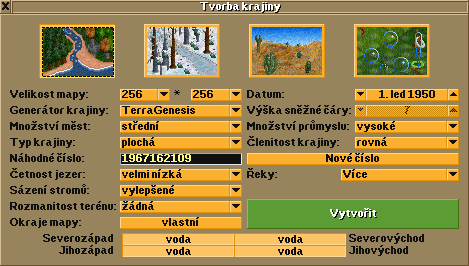 Tvorba krajiny
Velikost mapy: 256 * 256 Datum: 1. led 1950
Generátor krajiny: TerraGenesis Výška sněžné čáry: 7
Množství měst: střední Množství průmyslu: vysoké
Typ krajiny: plochá Členitost krajiny: rovná
Náhodné číslo: 1967162109 Nové číslo
Četnost jezer: velmi nízká Řeky: Více
Sázení stromů: vylepšené
Rozmanitost terénu: žádná Vytvořit
Okraje mapy: vlastní
Severozápad voda voda Severovýchod
Jihozápad voda voda Jihovýchod